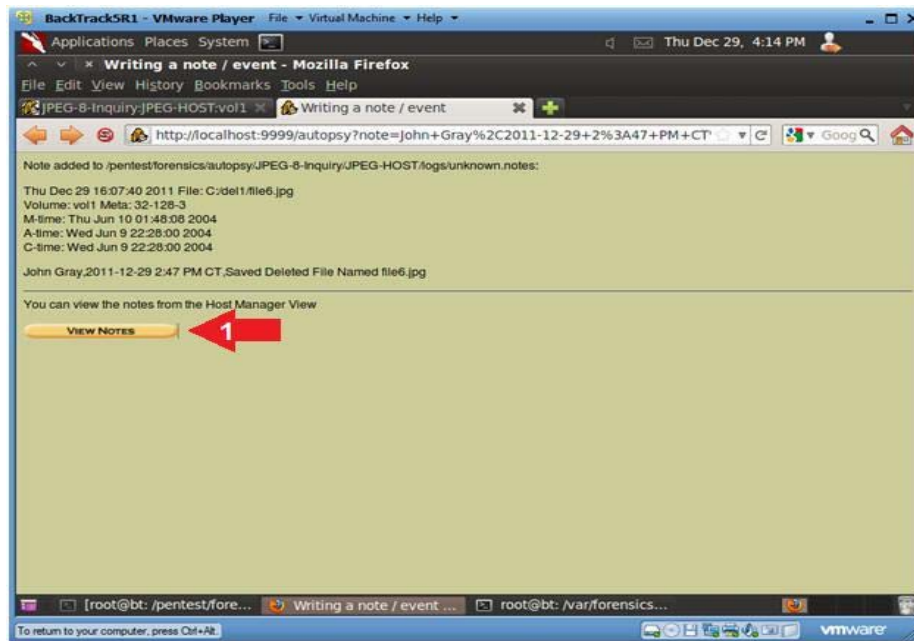 BackTrack5R1 - VMware Player File Virtual Machine Help
Applications Places System Thu Dec 29, 4:14 PM
Writing a note / event - Mozilla Firefox
File Edit View History Bookmarks Tools Help
JPEG-8-Inquiry:JPEG-HOST:vol1 Writing a note / event
http://localhost:9999/autopsy?note=John+Gray%2C2011-12-29+2%3A47+PM+CT Goog
Note added to /pentest/forensics/autopsy/JPEG-8-Inquiry/JPEG-HOST/logs/unknown.notes:
Thu Dec 29 16:07:40 2011 File: C:/del1/file6.jpg
Volume: vol1 Meta: 32-128-3
M-time: Thu Jun 10 01:48:08 2004
A-time: Wed Jun 9 22:28:00 2004
C-time: Wed Jun 9 22:28:00 2004
John Gray,2011-12-29 2:47 PM CT,Saved Deleted File Named file6.jpg
You can view the notes from the Host Manager View
VIEW NOTES 1
[root@bt: /pentest/fore... Writing a note / event ... root@bt: /var/forensics...
To return to your computer, press Ctrl+Alt. vmware